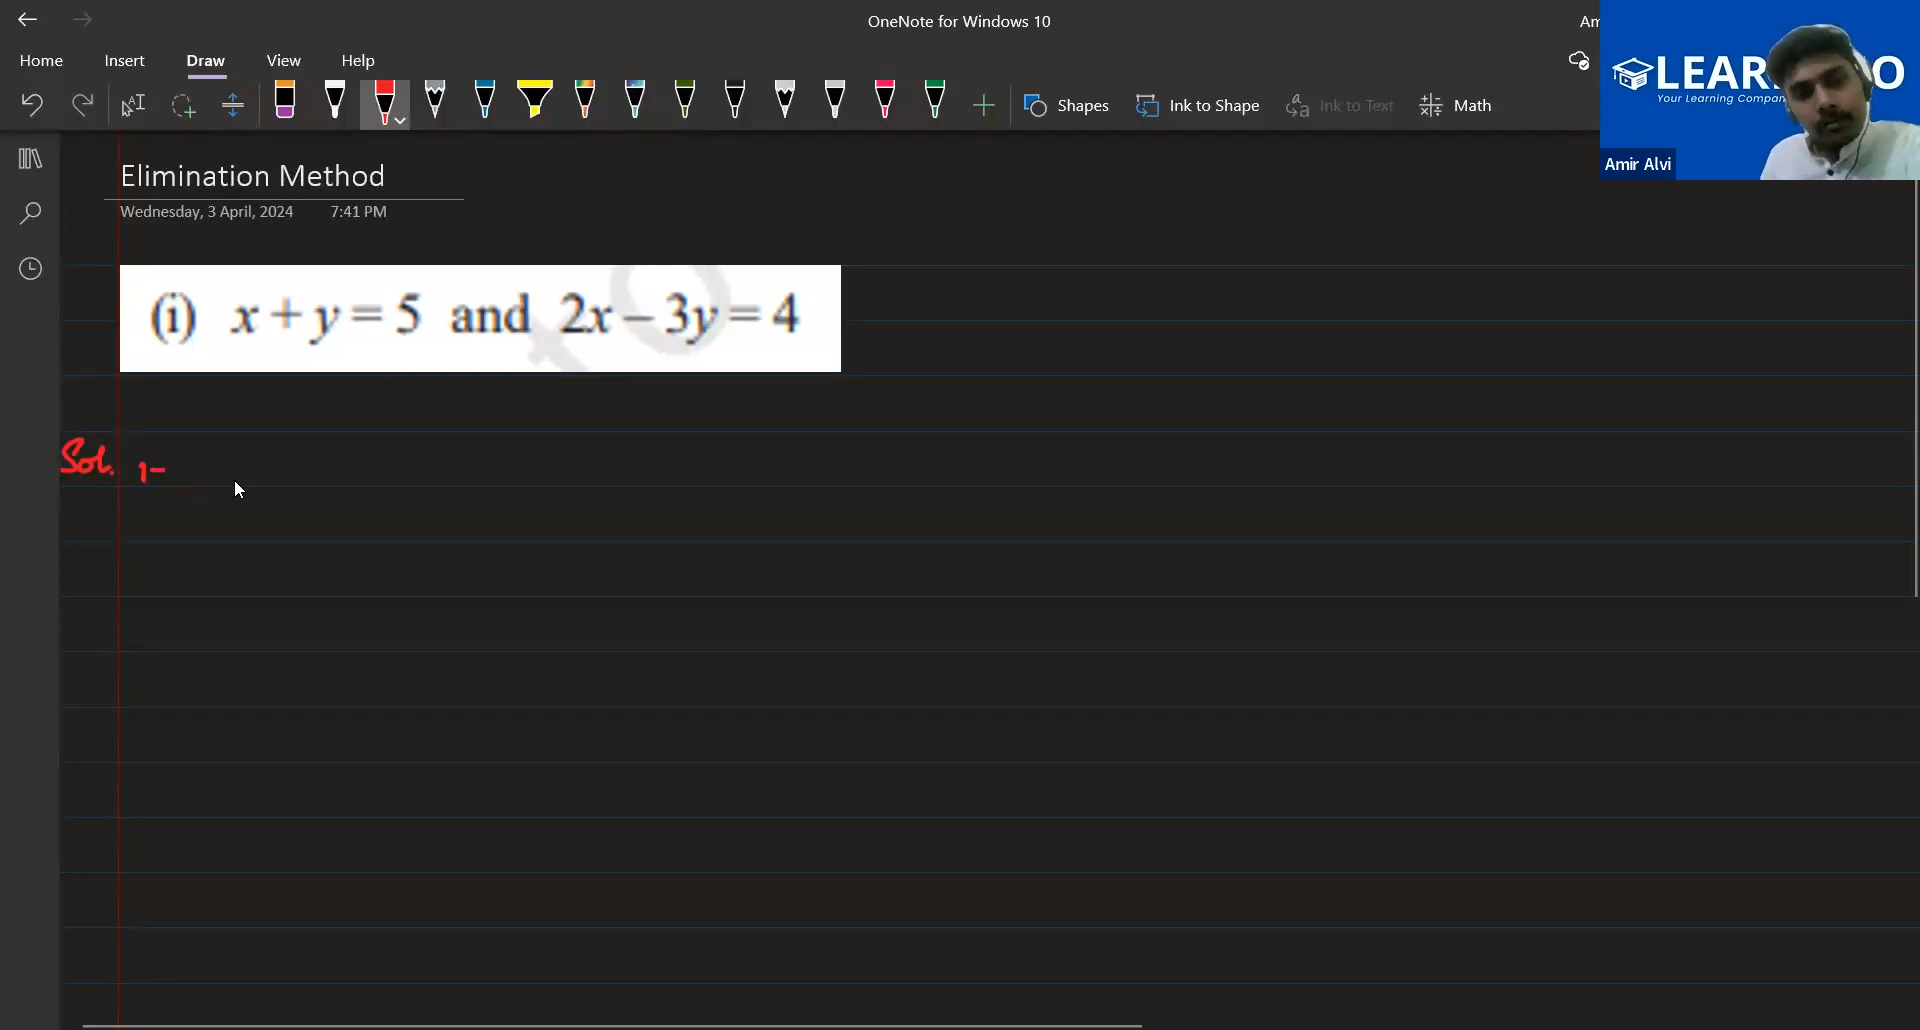 OneNote for Windows 10
Am
Home Insert Draw View Help
Shapes Ink to Shape Ink to Text Math
LEAR O
Your Learning Compan
Amir Alvi
Elimination Method
Wednesday, 3 April, 2024 7:41 PM
(i) x + y = 5 and 2x – 3y = 4
Sol. :-